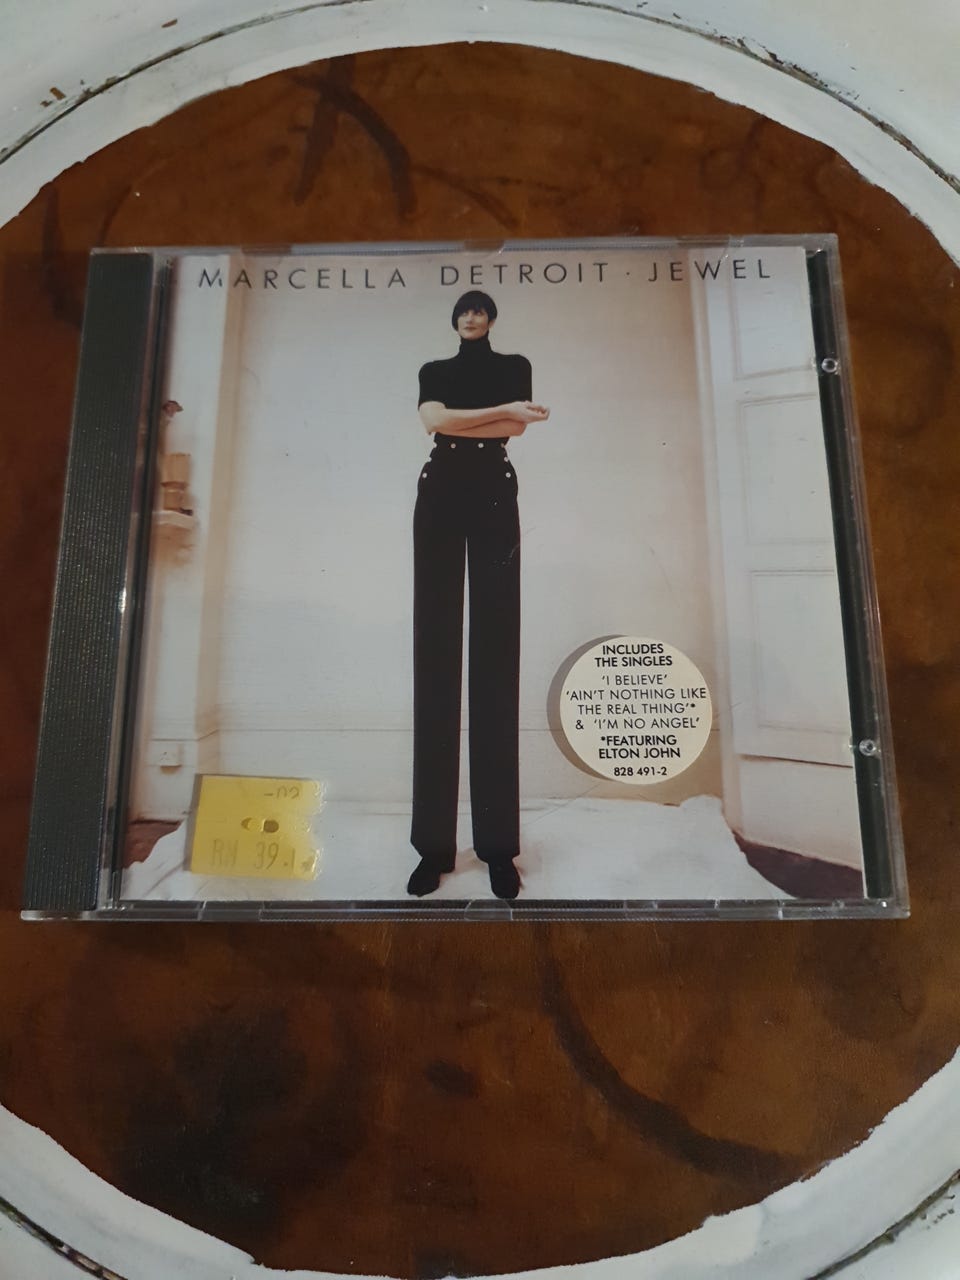 MARCELLA DETROIT · JEWEL
INCLUDES
THE SINGLES
'I BELIEVE'
'AIN'T NOTHING LIKE
THE REAL THING'*
& 'I'M NO ANGEL'
*FEATURING
ELTON JOHN
828 491-2
RM 39.